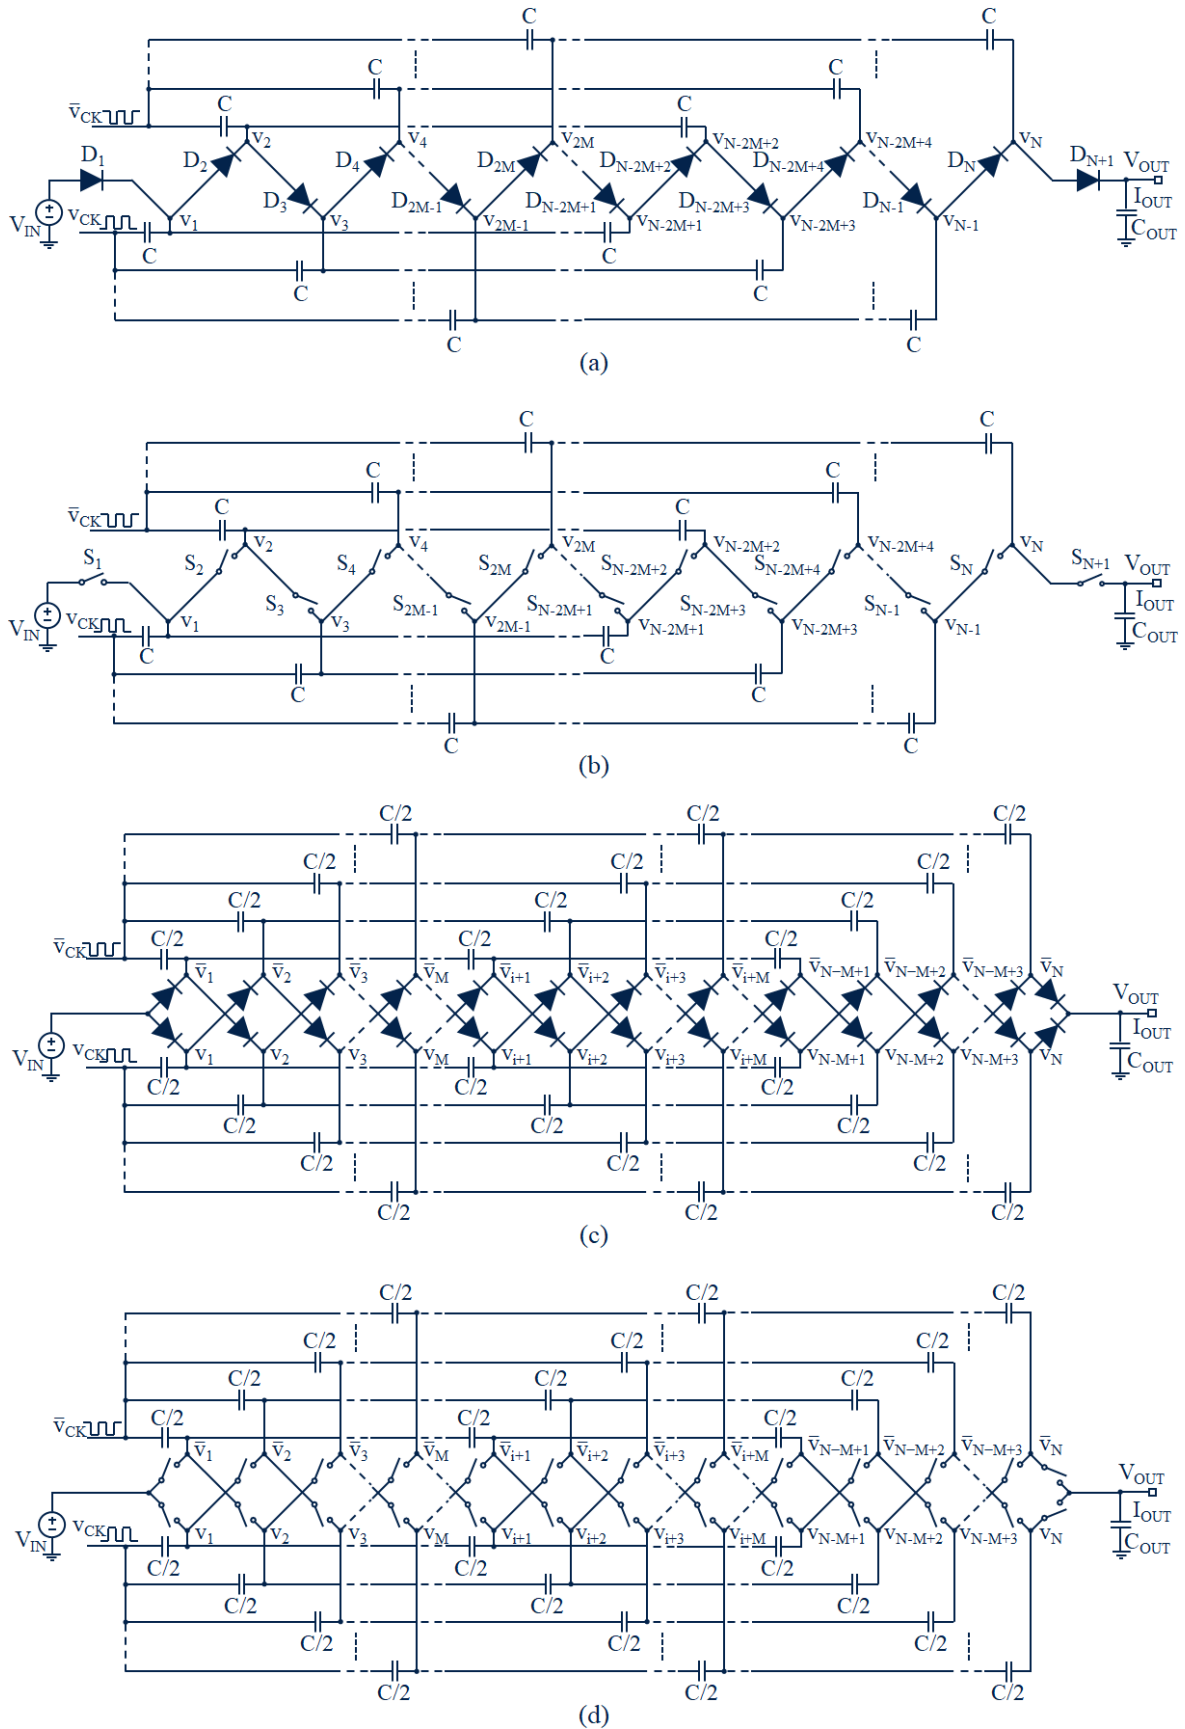 C C
C C
v̅CK C C
v2 v4 v2M vN-2M+2 vN-2M+4 vN
D1 D2 D4 D2M DN-2M+2 DN-2M+4 DN DN+1 VOUT
D3 D2M-1 DN-2M+1 DN-2M+3 DN-1 IOUT
VIN vCK v1 v3 v2M-1 vN-2M+1 vN-2M+3 vN-1 COUT
C C
C C
C C
(a)
C C
C C
v̅CK C C
v2 v4 v2M vN-2M+2 vN-2M+4 vN
S1 S2 S4 S2M SN-2M+2 SN-2M+4 SN SN+1 VOUT
S3 S2M-1 SN-2M+1 SN-2M+3 SN-1 IOUT
VIN vCK v1 v3 v2M-1 vN-2M+1 vN-2M+3 vN-1 COUT
C C
C C
C C
(b)
C/2 C/2 C/2
C/2 C/2 C/2
C/2 C/2 C/2
v̅CK C/2 C/2 C/2
v̅1 v̅2 v̅3 v̅M v̅i+1 v̅i+2 v̅i+3 v̅i+M v̅N−M+1 v̅N−M+2 v̅N−M+3 v̅N VOUT
IOUT
VIN vCK v1 v2 v3 vM vi+1 vi+2 vi+3 vi+M vN-M+1 vN-M+2 vN-M+3 vN COUT
C/2 C/2 C/2
C/2 C/2 C/2
C/2 C/2 C/2
C/2 C/2 C/2
(c)
C/2 C/2 C/2
C/2 C/2 C/2
C/2 C/2 C/2
v̅CK C/2 C/2 C/2
v̅1 v̅2 v̅3 v̅M v̅i+1 v̅i+2 v̅i+3 v̅i+M v̅N−M+1 v̅N−M+2 v̅N−M+3 v̅N VOUT
IOUT
VIN vCK v1 v2 v3 vM vi+1 vi+2 vi+3 vi+M vN-M+1 vN-M+2 vN-M+3 vN COUT
C/2 C/2 C/2
C/2 C/2 C/2
C/2 C/2 C/2
C/2 C/2 C/2
(d)